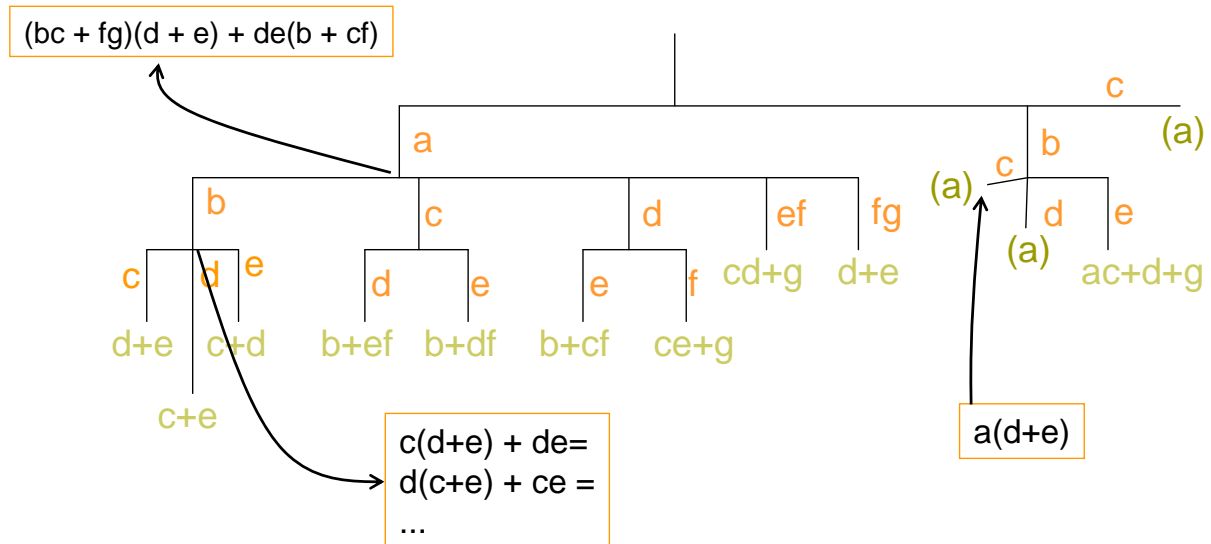 (bc + fg)(d + e) + de(b + cf)
c
a
(a)
b
c
(a)
b
c
d
ef
fg
d
e
(a)
c
d
e
d
e
e
f
cd+g
d+e
ac+d+g
d+e
c+d
b+ef
b+df
b+cf
ce+g
c+e
c(d+e) + de=
d(c+e) + ce =
...
a(d+e)